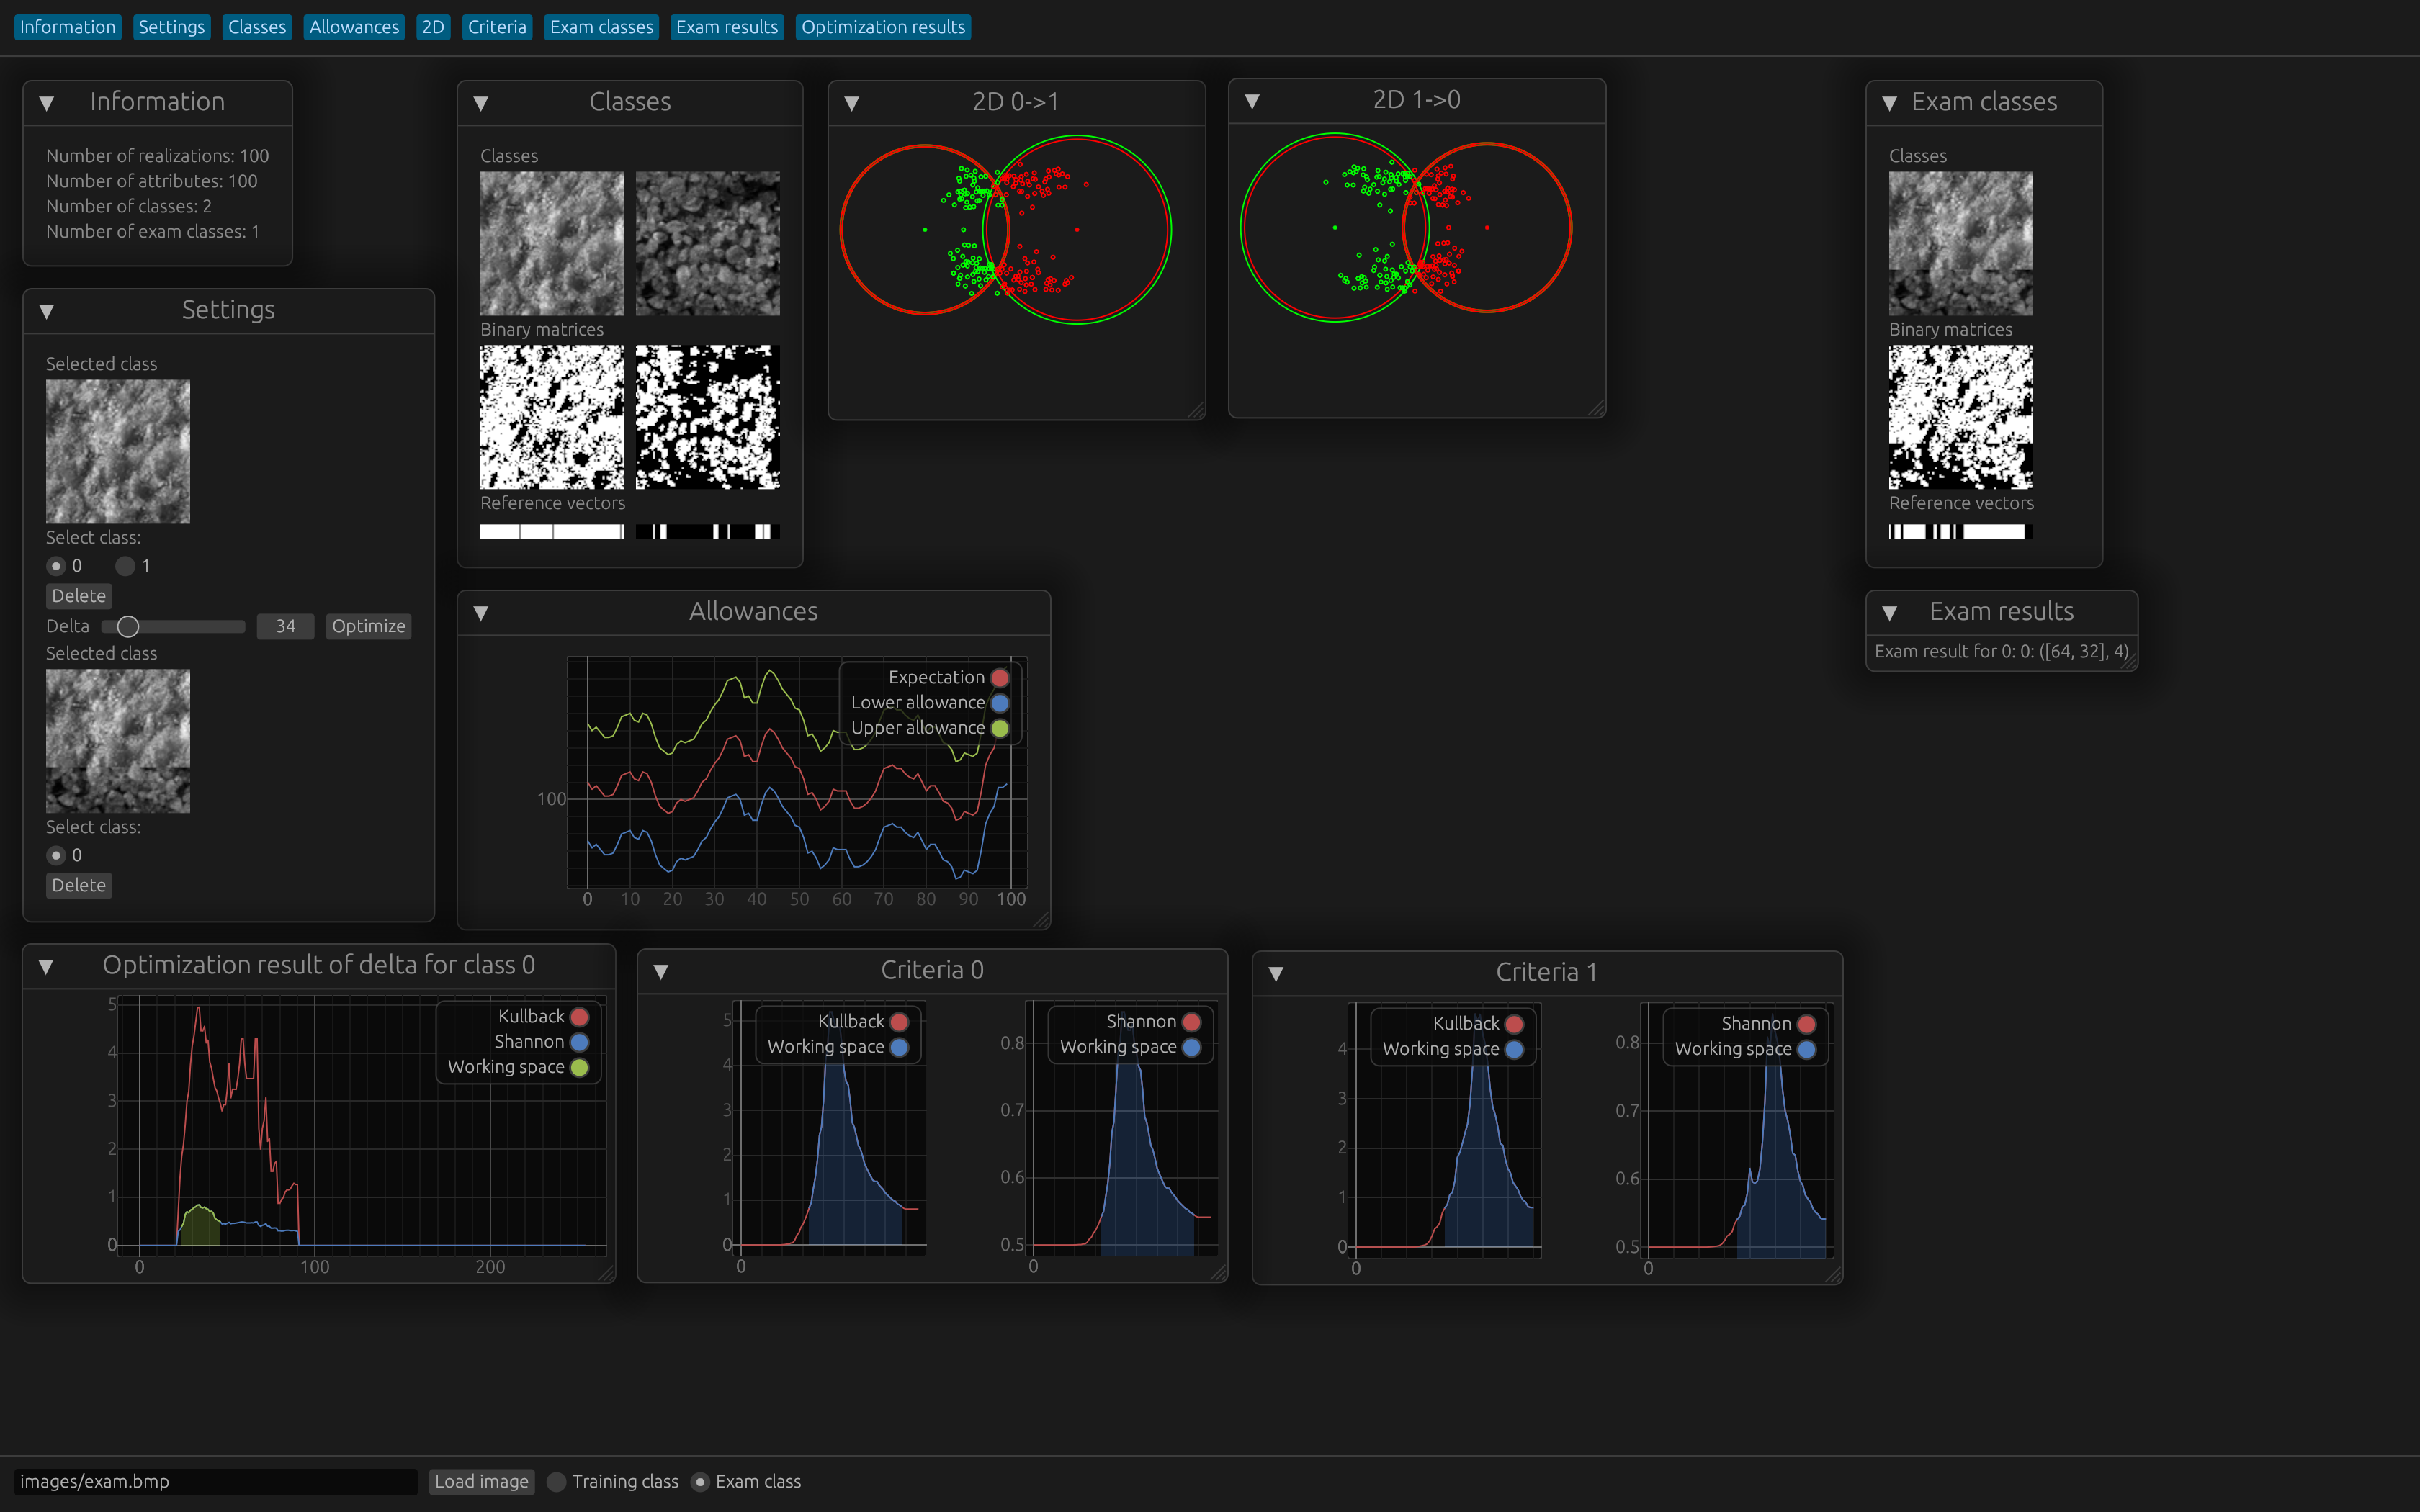 Information Settings Classes Allowances 2D Criteria Exam classes Exam results Optimization results
Information
Number of realizations: 100
Number of attributes: 100
Number of classes: 2
Number of exam classes: 1
Settings
Selected class
Select class:
0 1
Delete
Delta 34 Optimize
Selected class
Select class:
0
Delete
Classes
Classes
Binary matrices
Reference vectors
2D 0->1
2D 1->0
Exam classes
Classes
Binary matrices
Reference vectors
Exam results
Exam result for 0: 0: ([64, 32], 4)
Allowances
Expectation
Lower allowance
Upper allowance
100
0 10 20 30 40 50 60 70 80 90 100
Optimization result of delta for class 0
Kullback
Shannon
Working space
5
4
3
2
1
0
0 100 200
Criteria 0
Kullback
Working space
5
4
3
2
1
0
0
Shannon
Working space
0.8
0.7
0.6
0.5
0
Criteria 1
Kullback
Working space
4
3
2
1
0
0
Shannon
Working space
0.8
0.7
0.6
0.5
0
images/exam.bmp Load image Training class Exam class